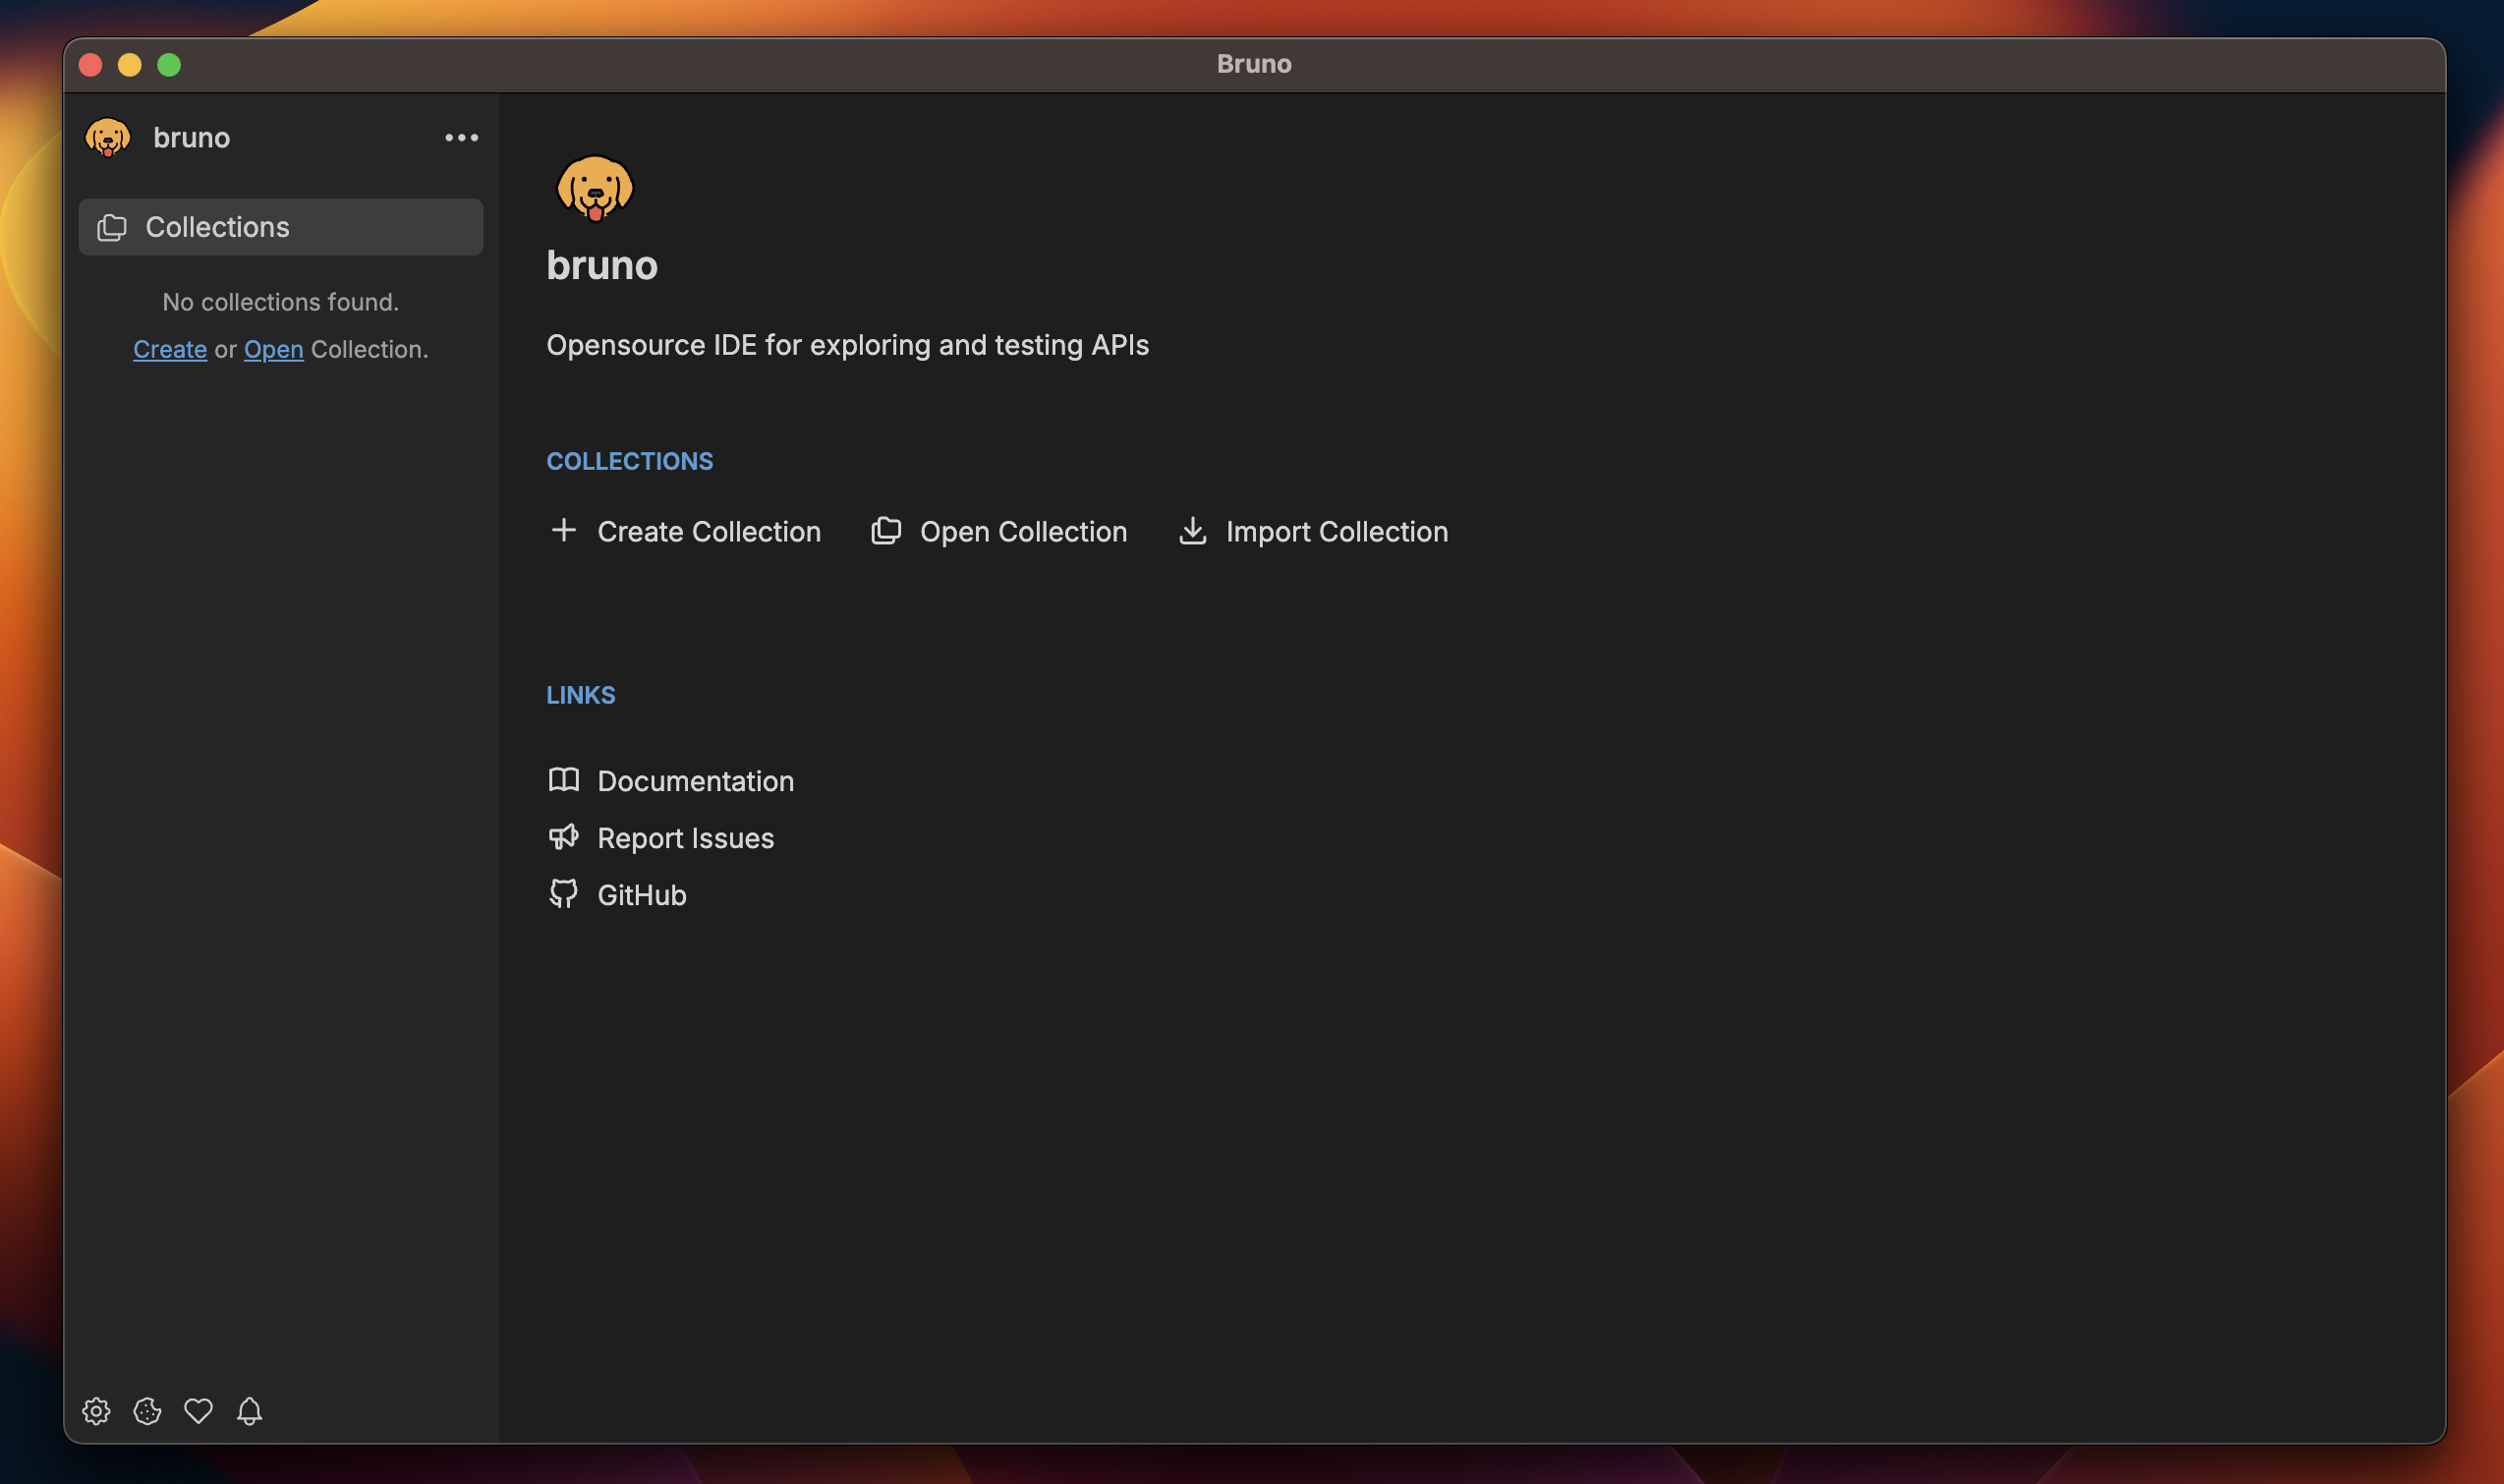 Bruno
bruno
Collections
No collections found.
Create or Open Collection.
bruno
Opensource IDE for exploring and testing APIs
COLLECTIONS
Create Collection
Open Collection
Import Collection
LINKS
Documentation
Report Issues
GitHub